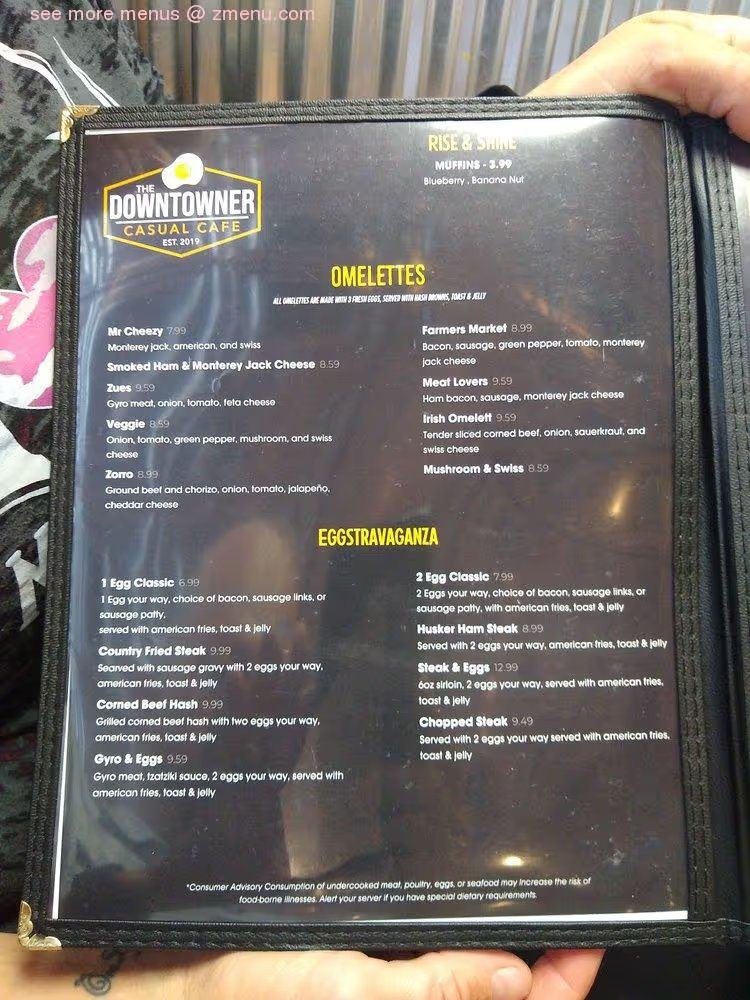 see more menus @ zmenu.com
RISE & SHINE
MUFFINS - 3.99
Blueberry , Banana Nut
THE
DOWNTOWNER
CASUAL CAFE
EST. 2019
OMELETTES
ALL OMELETTES ARE MADE WITH 3 FRESH EGGS, SERVED WITH HASH BROWNS, TOAST & JELLY
Mr Cheezy 7.99
Monterey jack, american, and swiss
Smoked Ham & Monterey Jack Cheese 8.59
Zues 9.59
Gyro meat, onion, tomato, feta cheese
Veggie 8.59
Onion, tomato, green pepper, mushroom, and swiss
cheese
Zorro 8.99
Ground beef and chorizo, onion, tomato, jalapeño,
cheddar cheese
Farmers Market 8.99
Bacon, sausage, green pepper, tomato, monterey
jack cheese
Meat Lovers 9.59
Ham bacon, sausage, monterey jack cheese
Irish Omelett 9.59
Tender sliced corned beef, onion, sauerkraut, and
swiss cheese
Mushroom & Swiss 8.59
EGGSTRAVAGANZA
1 Egg Classic 6.99
1 Egg your way, choice of bacon, sausage links, or
sausage patty,
served with american fries, toast & jelly
Country Fried Steak 9.99
Searved with sausage gravy with 2 eggs your way,
american fries, toast & jelly
Corned Beef Hash 9.99
Grilled corned beef hash with two eggs your way,
american fries, toast & jelly
Gyro & Eggs 9.59
Gyro meat, tzatziki sauce, 2 eggs your way, served with
american fries, toast & jelly
2 Egg Classic 7.99
2 Eggs your way, choice of bacon, sausage links, or
sausage patty, with american fries, toast & jelly
Husker Ham Steak 8.99
Served with 2 eggs your way, american fries, toast & jelly
Steak & Eggs 12.99
6oz sirloin, 2 eggs your way, served with american fries,
toast & jelly
Chopped Steak 9.49
Served with 2 eggs your way served with american fries,
toast & jelly
*Consumer Advisory Consumption of undercooked meat, poultry, eggs, or seafood may increase the risk of
food-borne illnesses. Alert your server if you have special dietary requirements.